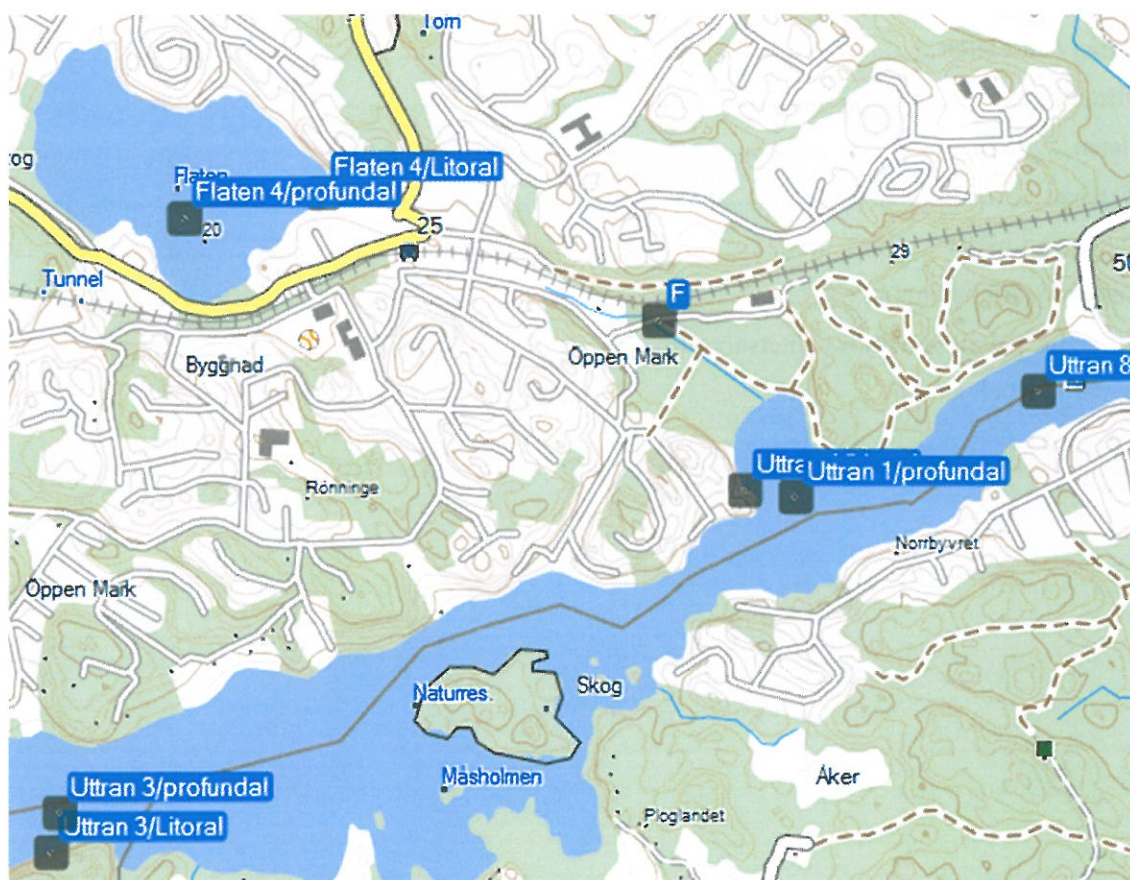 Torn
Flaten 4/Litoral
Flaten
Flaten 4/profundal
20
25
29
Tunnel
F
Öppen Mark
Byggnad
Uttran 8
Uttran 1/profundal
Rönninge
Norrbyvret
Öppen Mark
Skog
Naturres.
Måsholmen
Åker
Uttran 3/profundal
Ploglandet
Uttran 3/Litoral